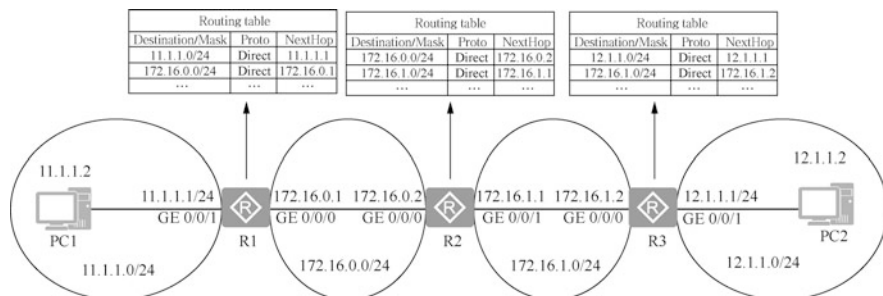 Routing table
Destination/Mask Proto NextHop
11.1.1.0/24 Direct 11.1.1.1
172.16.0.0/24 Direct 172.16.0.1
... ... ...
Routing table
Destination/Mask Proto NextHop
172.16.0.0/24 Direct 172.16.0.2
172.16.1.0/24 Direct 172.16.1.1
... ... ...
Routing table
Destination/Mask Proto NextHop
12.1.1.0/24 Direct 12.1.1.1
172.16.1.0/24 Direct 172.16.1.2
... ... ...
11.1.1.2
PC1
11.1.1.1/24
GE 0/0/1
11.1.1.0/24
R
R1
172.16.0.1 172.16.0.2
GE 0/0/0 GE 0/0/0
172.16.0.0/24
R
R2
172.16.1.1 172.16.1.2
GE 0/0/1 GE 0/0/0
172.16.1.0/24
R
R3
12.1.1.1/24
GE 0/0/1
12.1.1.2
PC2
12.1.1.0/24